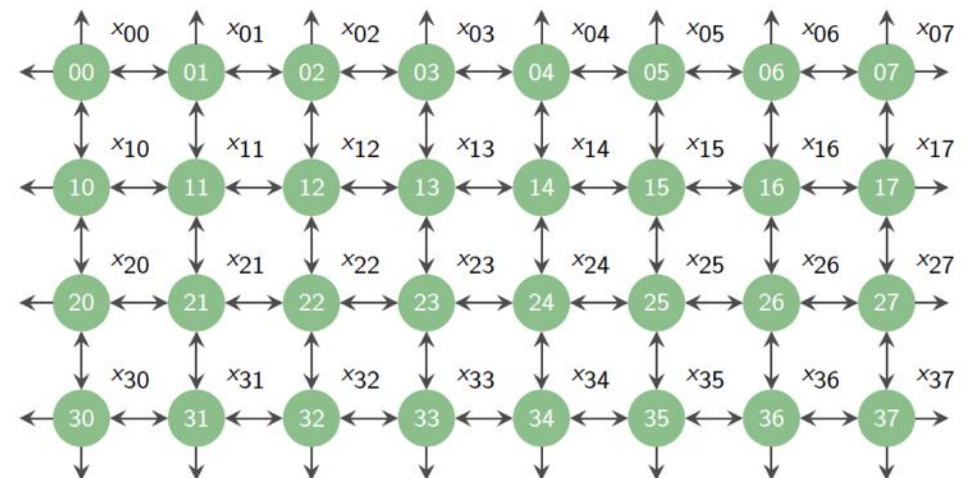 x00 x01 x02 x03 x04 x05 x06 x07
00 01 02 03 04 05 06 07
x10 x11 x12 x13 x14 x15 x16 x17
10 11 12 13 14 15 16 17
x20 x21 x22 x23 x24 x25 x26 x27
20 21 22 23 24 25 26 27
x30 x31 x32 x33 x34 x35 x36 x37
30 31 32 33 34 35 36 37